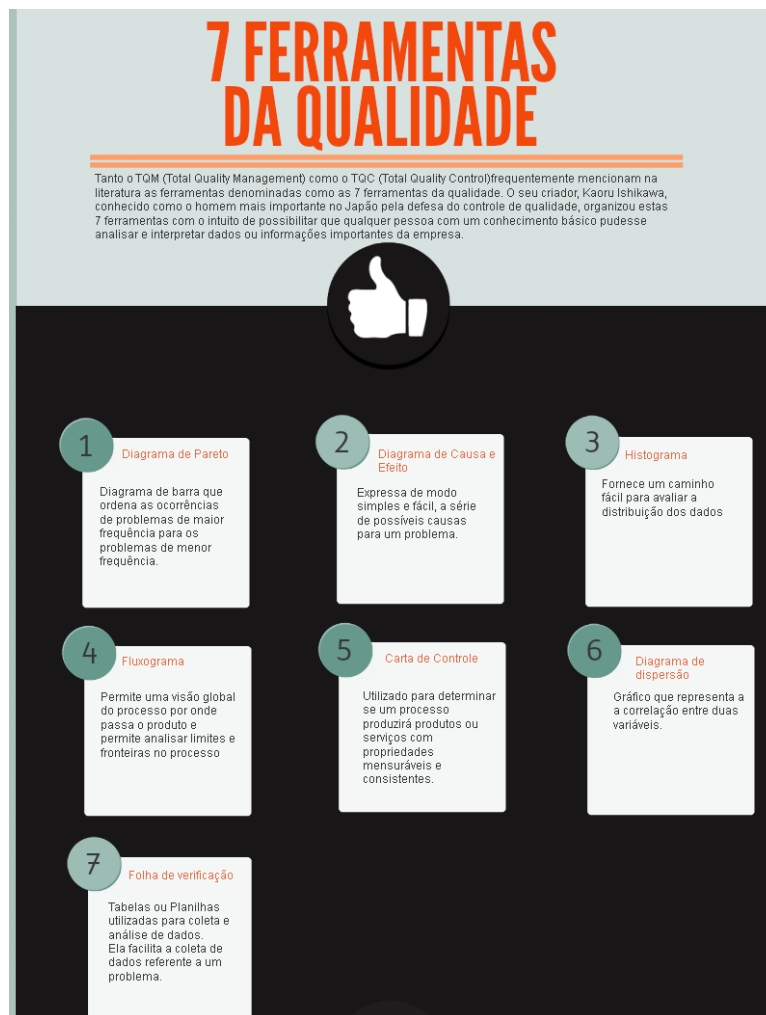 7 FERRAMENTAS
DA QUALIDADE
Tanto o TQM (Total Quality Management) como o TQC (Total Quality Control)frequentemente mencionam na
literatura as ferramentas denominadas como as 7 ferramentas da qualidade. O seu criador, Kaoru Ishikawa,
conhecido como o homem mais importante no Japão pela defesa do controle de qualidade, organizou estas
7 ferramentas com o intuito de possibilitar que qualquer pessoa com um conhecimento básico pudesse
analisar e interpretar dados ou informações importantes da empresa.
1
Diagrama de Pareto
Diagrama de barra que
ordena as ocorrências
de problemas de maior
frequência para os
problemas de menor
frequência.
2
Diagrama de Causa e
Efeito
Expressa de modo
simples e fácil, a série
de possíveis causas
para um problema.
3
Histograma
Fornece um caminho
fácil para avaliar a
distribuição dos dados
4
Fluxograma
Permite uma visão global
do processo por onde
passa o produto e
permite analisar limites e
fronteiras no processo
5
Carta de Controle
Utilizado para determinar
se um processo
produzirá produtos ou
serviços com
propriedades
mensuráveis e
consistentes.
6
Diagrama de
dispersão
Gráfico que representa a
a correlação entre duas
variáveis.
7
Folha de verificação
Tabelas ou Planilhas
utilizadas para coleta e
análise de dados.
Ela facilita a coleta de
dados referente a um
problema.